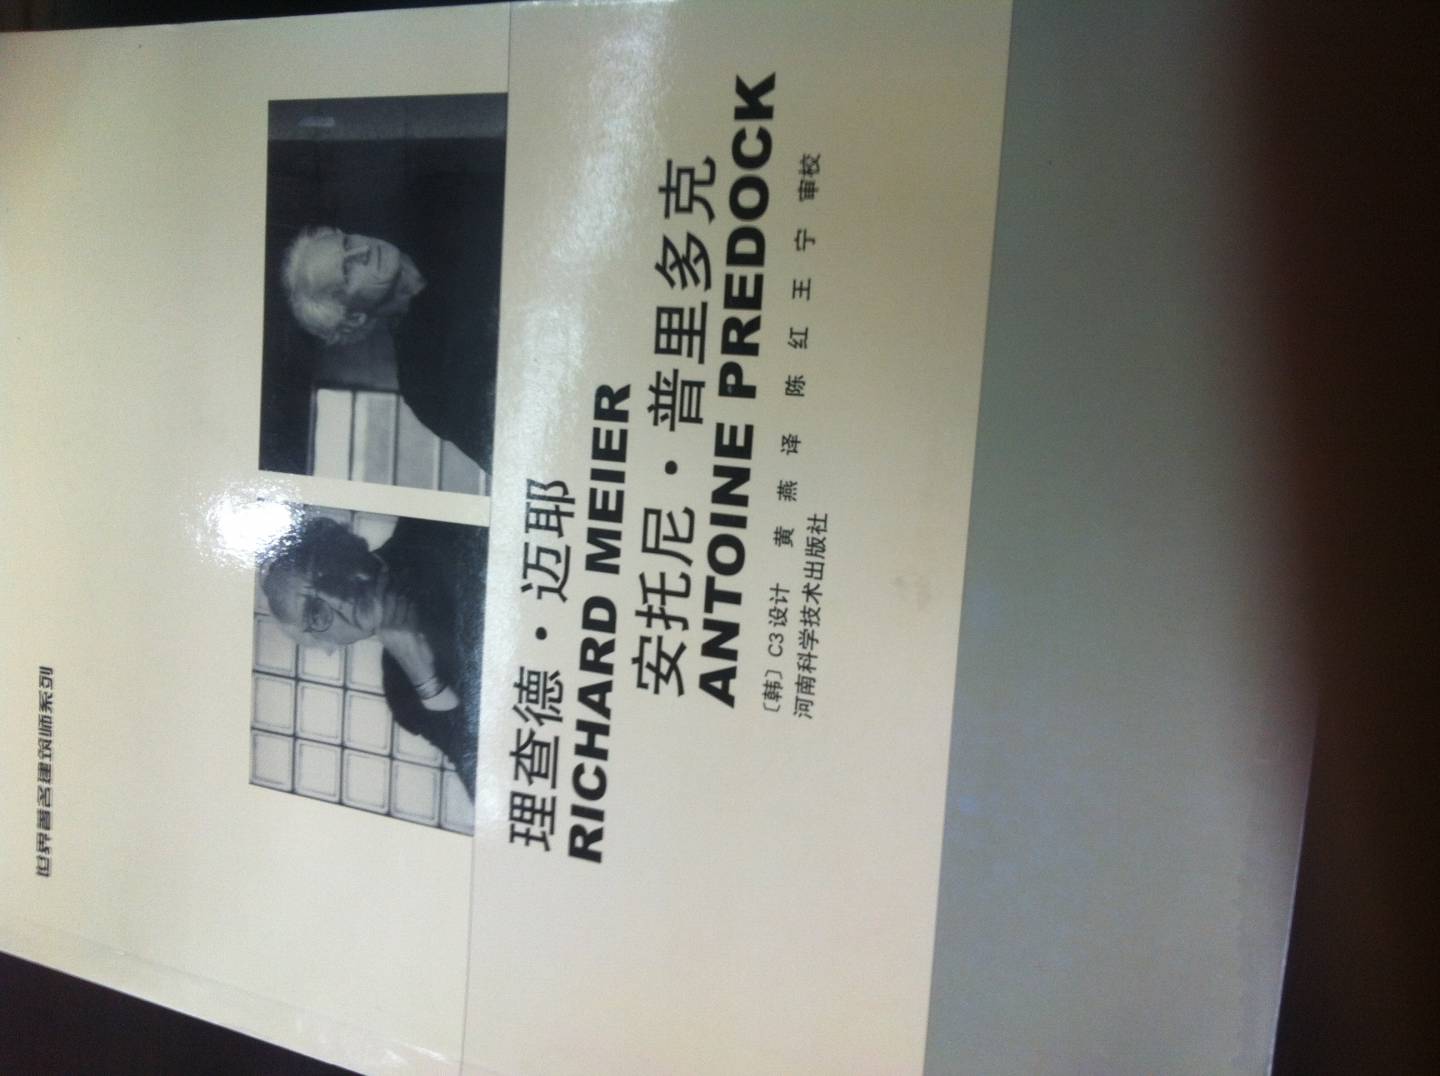 世界著名建筑师系列
理查德·迈耶
RICHARD MEIER
安托尼·普里多克
ANTOINE PREDOCK
〔韩〕C3设计 黄燕 译 陈红 王宁 审校
河南科学技术出版社